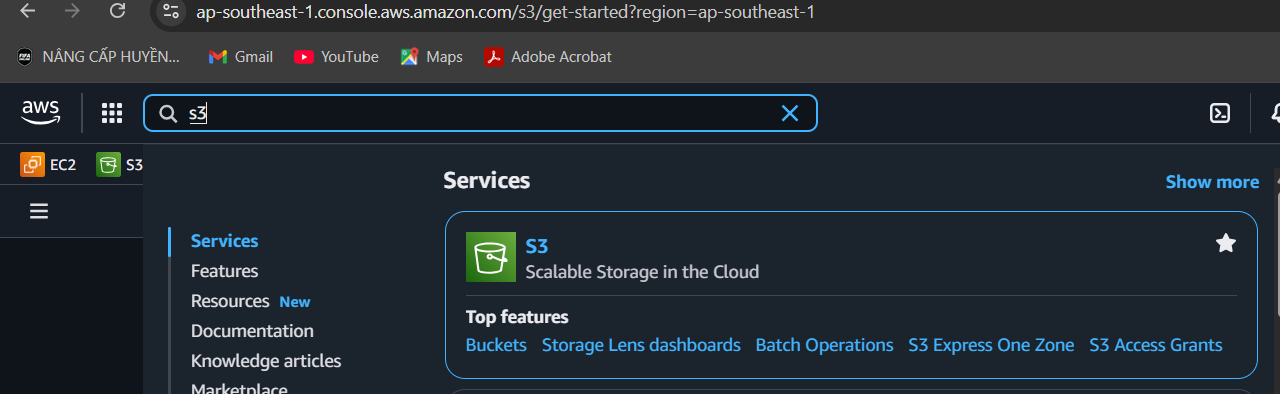 ap-southeast-1.console.aws.amazon.com/s3/get-started?region=ap-southeast-1
NÂNG CẤP HUYỀN... Gmail YouTube Maps Adobe Acrobat
aws s3
EC2 S3
Services Show more
Services
Features
Resources New
Documentation
Knowledge articles
Marketplace
S3
Scalable Storage in the Cloud
Top features
Buckets Storage Lens dashboards Batch Operations S3 Express One Zone S3 Access Grants